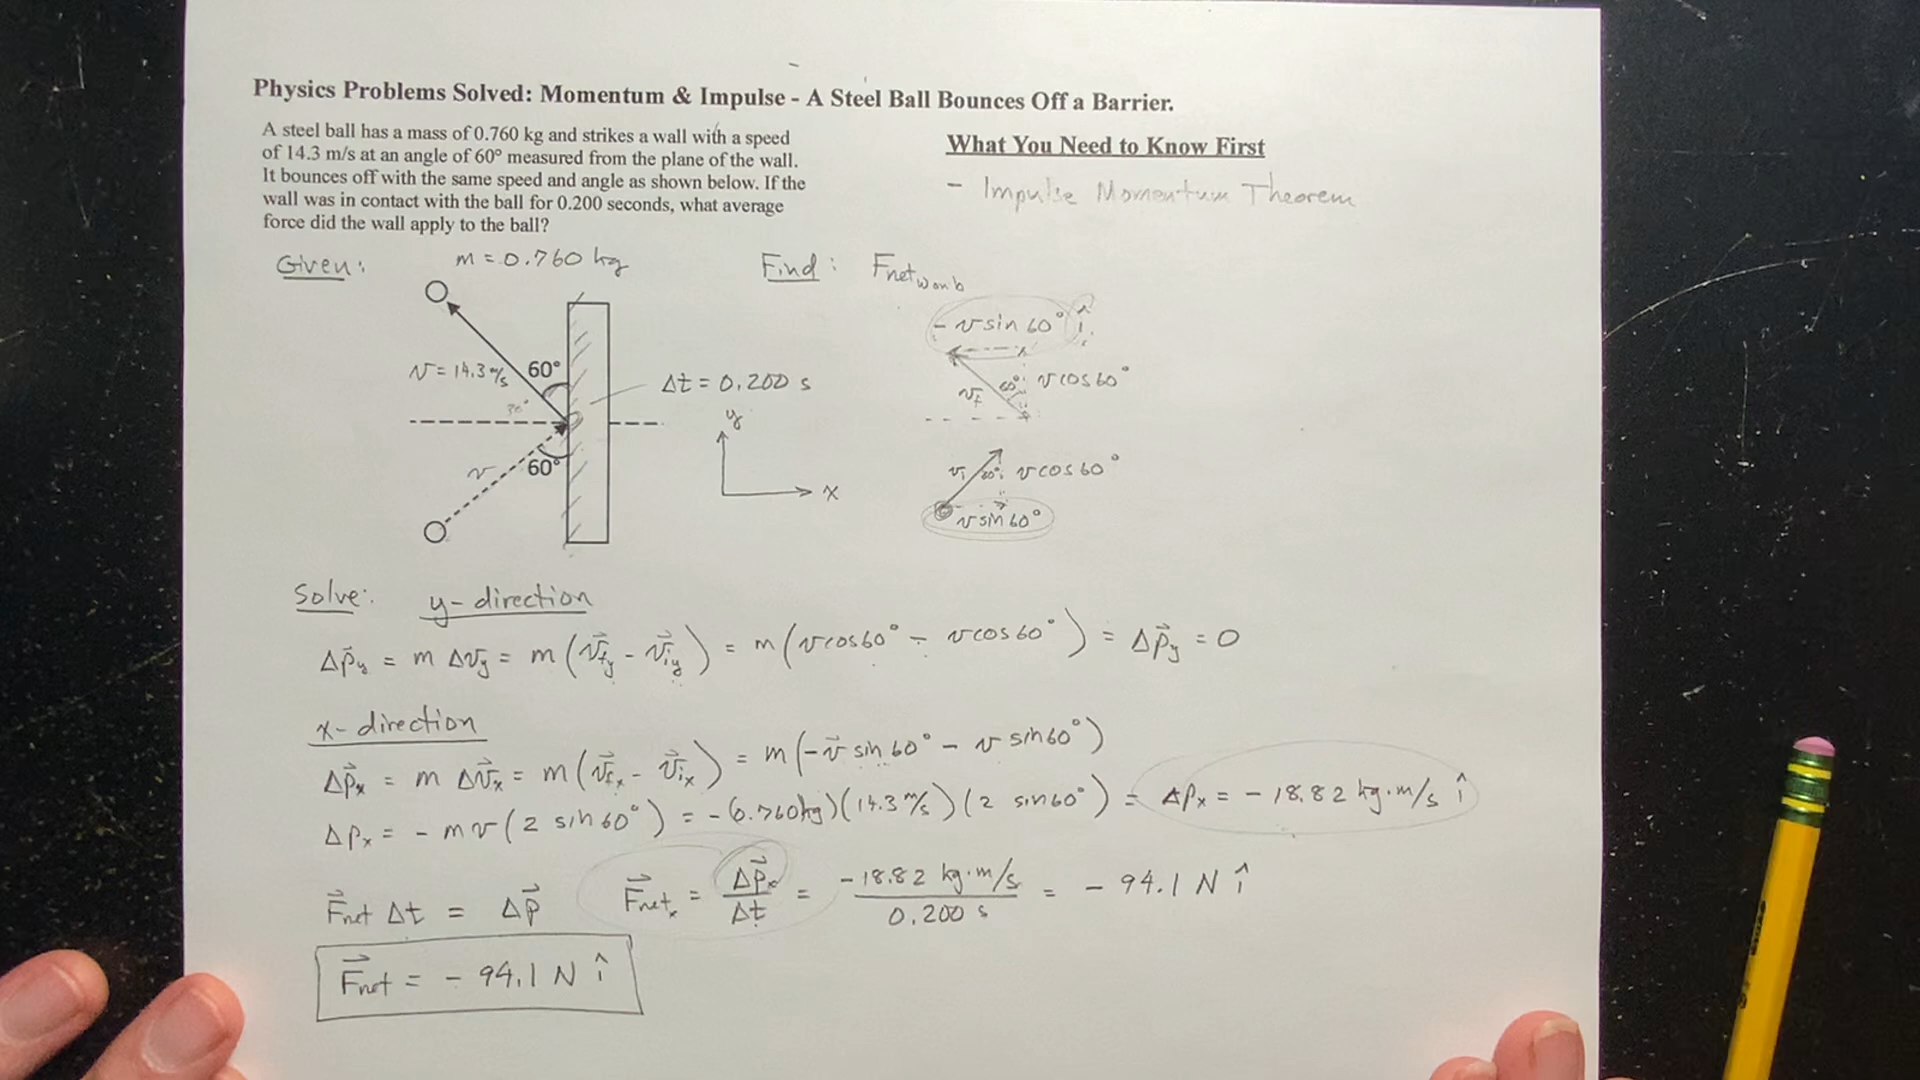 Physics Problems Solved: Momentum & Impulse - A Steel Ball Bounces Off a Barrier.
A steel ball has a mass of 0.760 kg and strikes a wall with a speed
of 14.3 m/s at an angle of 60° measured from the plane of the wall.
It bounces off with the same speed and angle as shown below. If the
wall was in contact with the ball for 0.200 seconds, what average
force did the wall apply to the ball?
What You Need to Know First
- Impulse Momentum Theorem
Given: m = 0.760 kg
Find: Fnet w on b
v = 14.3 m/s
60°
30°
v
60°
Δt = 0.200 s
y
x
- v sin 60° î
vf 60° v cos 60°
vi 60° v cos 60°
v sin 60°
Solve: y-direction
Δp⃗y = m Δvy = m (v⃗fy - v⃗iy) = m (v cos 60° - v cos 60°) = Δp⃗y = 0
x-direction
Δp⃗x = m Δv⃗x = m (v⃗fx - v⃗ix) = m (-v⃗ sin 60° - v sin 60°)
Δpx = - m v (2 sin 60°) = -(0.760 kg)(14.3 m/s)(2 sin 60°) = Δpx = - 18.82 kg·m/s î
F⃗net Δt = Δp⃗ F⃗netx = Δp⃗x / Δt = -18.82 kg·m/s / 0.200 s = - 94.1 N î
F⃗net = - 94.1 N î